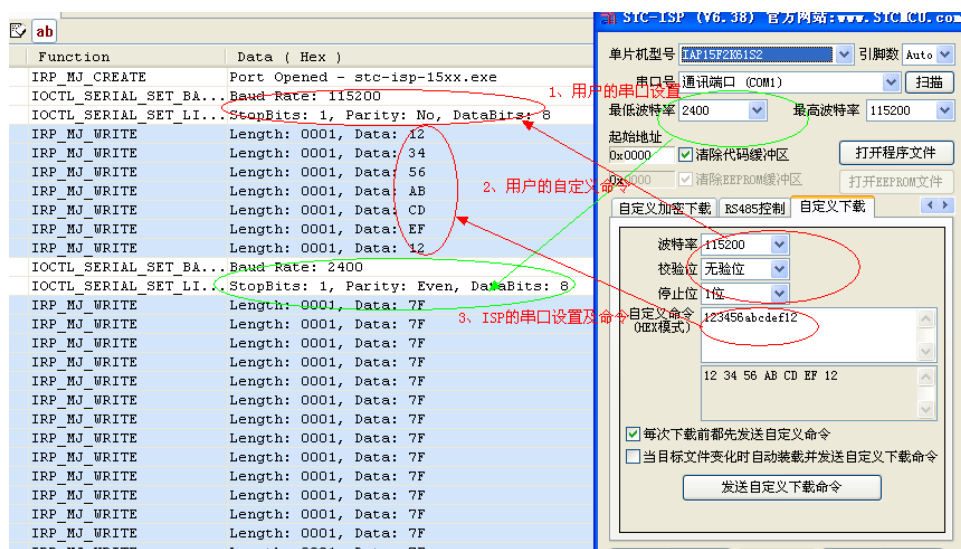 ab
Function Data ( Hex )
IRP_MJ_CREATE Port Opened - stc-isp-15xx.exe
IOCTL_SERIAL_SET_BA... Baud Rate: 115200
IOCTL_SERIAL_SET_LI... StopBits: 1, Parity: No, DataBits: 8
IRP_MJ_WRITE Length: 0001, Data: 12
IRP_MJ_WRITE Length: 0001, Data: 34
IRP_MJ_WRITE Length: 0001, Data: 56
IRP_MJ_WRITE Length: 0001, Data: AB
IRP_MJ_WRITE Length: 0001, Data: CD
IRP_MJ_WRITE Length: 0001, Data: EF
IRP_MJ_WRITE Length: 0001, Data: 12
IOCTL_SERIAL_SET_BA... Baud Rate: 2400
IOCTL_SERIAL_SET_LI... StopBits: 1, Parity: Even, DataBits: 8
IRP_MJ_WRITE Length: 0001, Data: 7F
IRP_MJ_WRITE Length: 0001, Data: 7F
IRP_MJ_WRITE Length: 0001, Data: 7F
IRP_MJ_WRITE Length: 0001, Data: 7F
IRP_MJ_WRITE Length: 0001, Data: 7F
IRP_MJ_WRITE Length: 0001, Data: 7F
IRP_MJ_WRITE Length: 0001, Data: 7F
IRP_MJ_WRITE Length: 0001, Data: 7F
IRP_MJ_WRITE Length: 0001, Data: 7F
IRP_MJ_WRITE Length: 0001, Data: 7F
IRP_MJ_WRITE Length: 0001, Data: 7F
IRP_MJ_WRITE Length: 0001, Data: 7F
IRP_MJ_WRITE Length: 0001, Data: 7F
1、用户的串口设置
2、用户的自定义命令
3、ISP的串口设置及命令
STC-ISP (V6.38) 官方网站:www.STCMCU.com
单片机型号 IAP15F2K61S2 引脚数 Auto
串口号 通讯端口 (COM1) 扫描
最低波特率 2400 最高波特率 115200
起始地址
0x0000 清除代码缓冲区 打开程序文件
0x0000 清除EEPROM缓冲区 打开EEPROM文件
自定义加密下载 RS485控制 自定义下载
波特率 115200
校验位 无验位
停止位 1位
自定义命令 123456abcdef12
(HEX模式)
12 34 56 AB CD EF 12
每次下载前都先发送自定义命令
当目标文件变化时自动装载并发送自定义下载命令
发送自定义下载命令